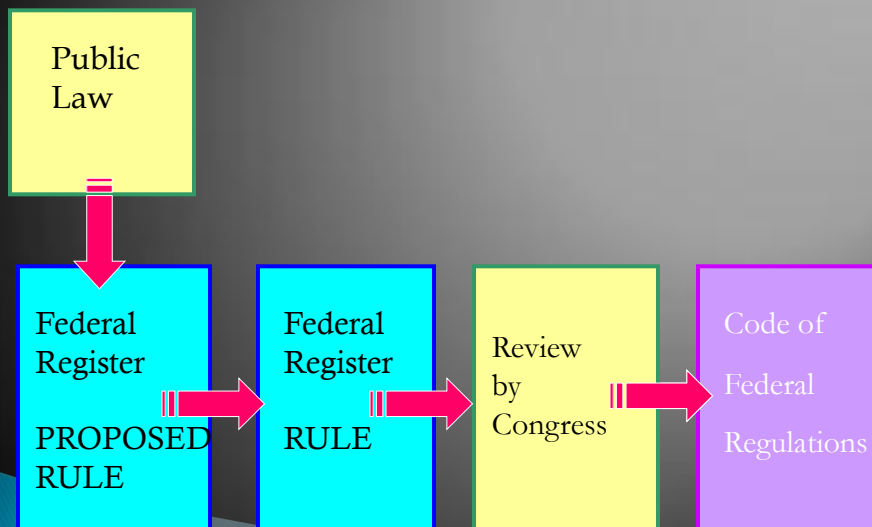 Public
Law
Federal
Register
PROPOSED
RULE
Federal
Register
RULE
Review
by
Congress
Code of
Federal
Regulations